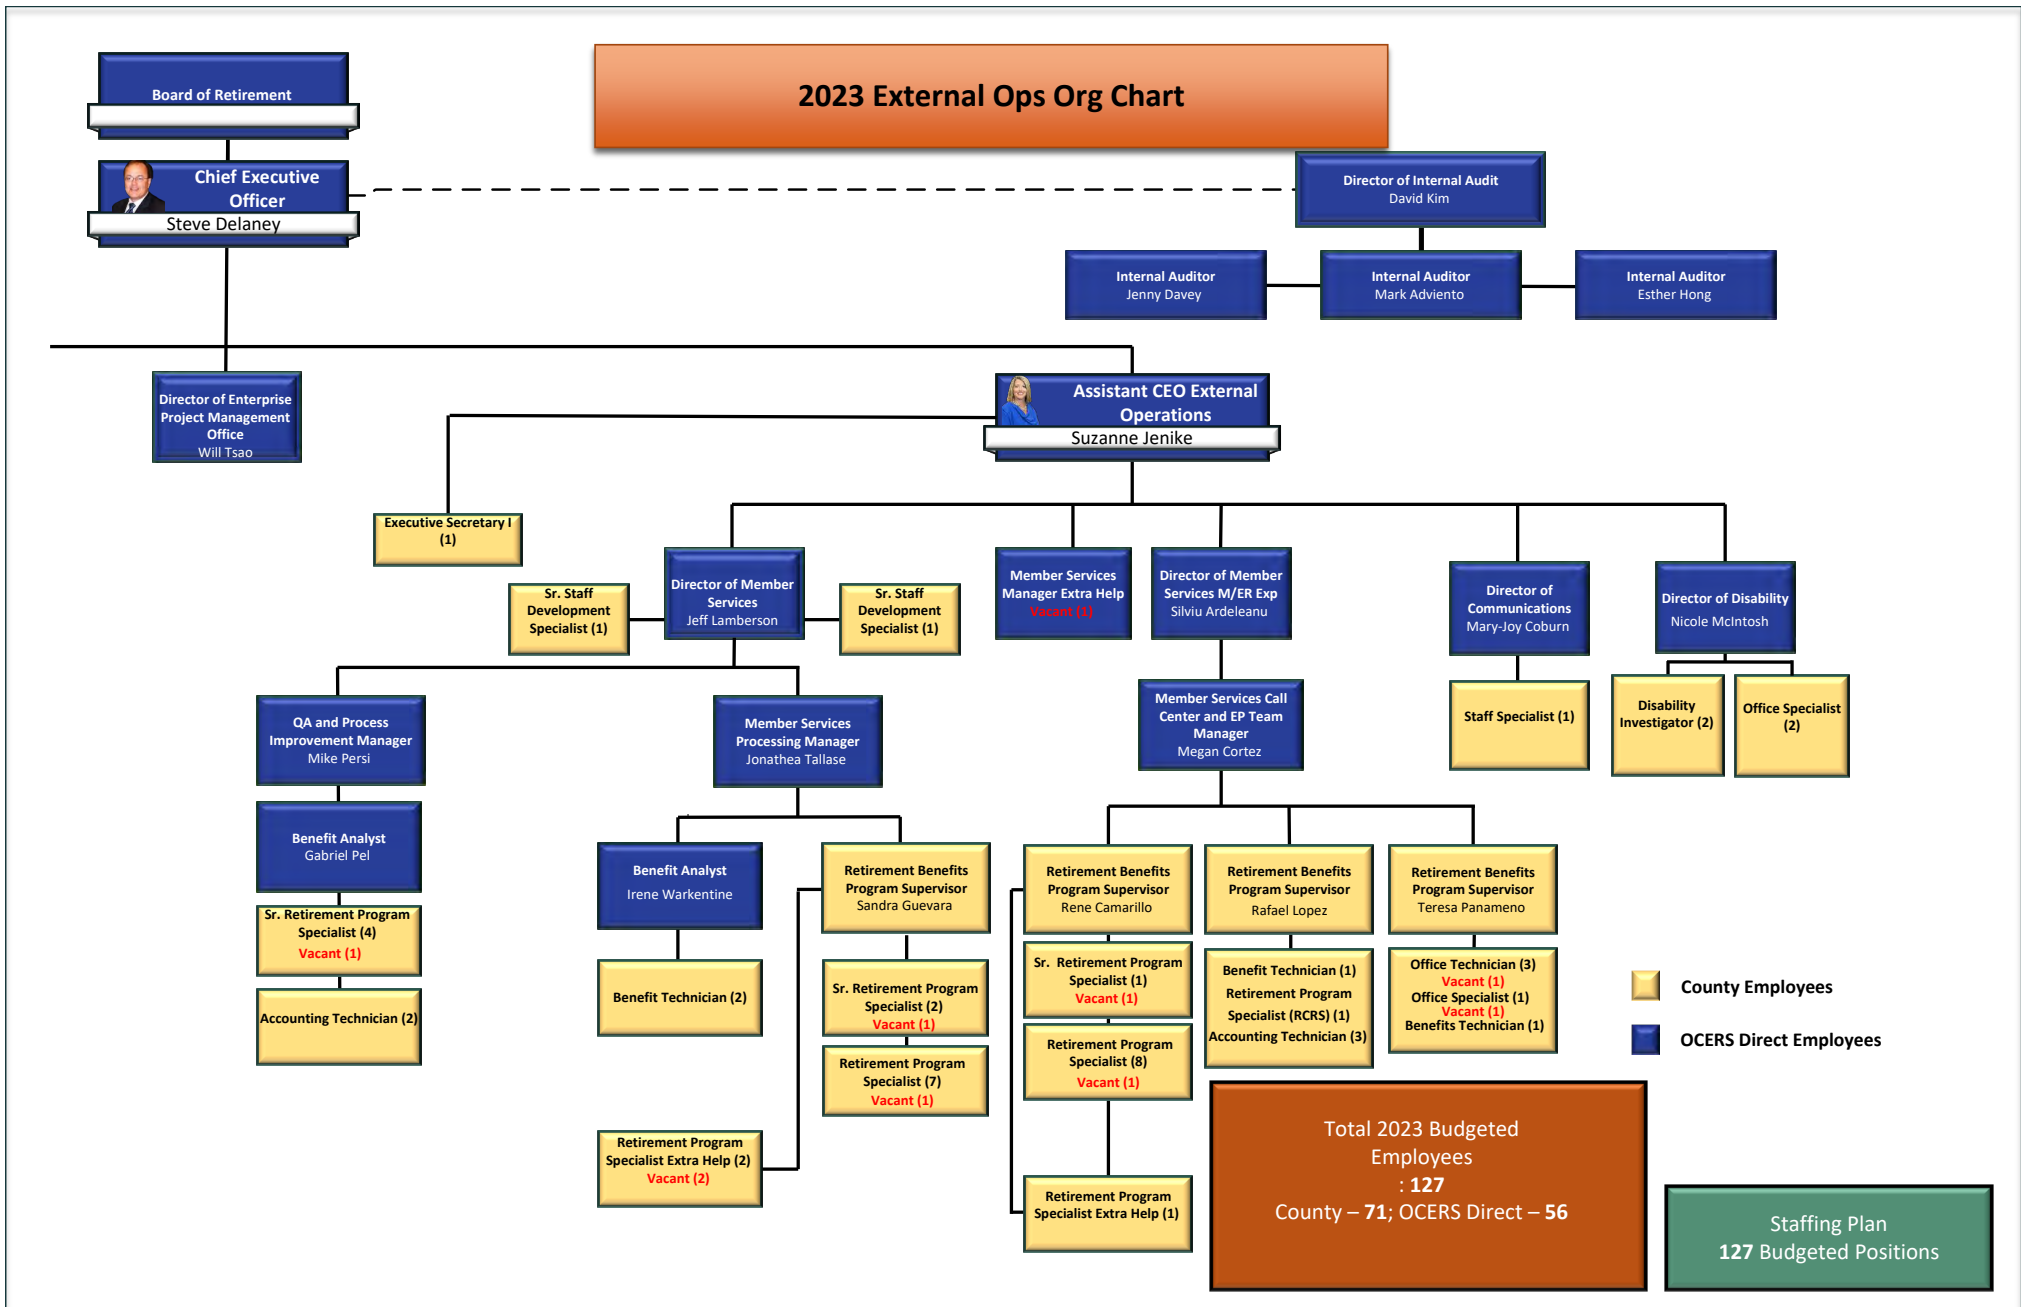 2023 External Ops Org Chart
Board of Retirement
Chief Executive
Officer
Steve Delaney
Director of Internal Audit
David Kim
Internal Auditor
Jenny Davey
Internal Auditor
Mark Adviento
Internal Auditor
Esther Hong
Director of Enterprise
Project Management
Office
Will Tsao
Assistant CEO External
Operations
Suzanne Jenike
Executive Secretary I
(1)
Sr. Staff
Development
Specialist (1)
Director of Member
Services
Jeff Lamberson
Sr. Staff
Development
Specialist (1)
Member Services
Manager Extra Help
Vacant (1)
Director of Member
Services M/ER Exp
Silviu Ardeleanu
Director of
Communications
Mary-Joy Coburn
Director of Disability
Nicole McIntosh
QA and Process
Improvement Manager
Mike Persi
Member Services
Processing Manager
Jonathea Tallase
Member Services Call
Center and EP Team
Manager
Megan Cortez
Staff Specialist (1)
Disability
Investigator (2)
Office Specialist
(2)
Benefit Analyst
Gabriel Pel
Benefit Analyst
Irene Warkentine
Retirement Benefits
Program Supervisor
Sandra Guevara
Retirement Benefits
Program Supervisor
Rene Camarillo
Retirement Benefits
Program Supervisor
Rafael Lopez
Retirement Benefits
Program Supervisor
Teresa Panameno
Sr. Retirement Program
Specialist (4)
Vacant (1)
Accounting Technician (2)
Benefit Technician (2)
Sr. Retirement Program
Specialist (2)
Vacant (1)
Retirement Program
Specialist (7)
Vacant (1)
Retirement Program
Specialist Extra Help (2)
Vacant (2)
Sr. Retirement Program
Specialist (1)
Vacant (1)
Retirement Program
Specialist (8)
Vacant (1)
Retirement Program
Specialist Extra Help (1)
Benefit Technician (1)
Retirement Program
Specialist (RCRS) (1)
Accounting Technician (3)
Office Technician (3)
Vacant (1)
Office Specialist (1)
Vacant (1)
Benefits Technician (1)
County Employees
OCERS Direct Employees
Total 2023 Budgeted
Employees
: 127
County – 71; OCERS Direct – 56
Staffing Plan
127 Budgeted Positions